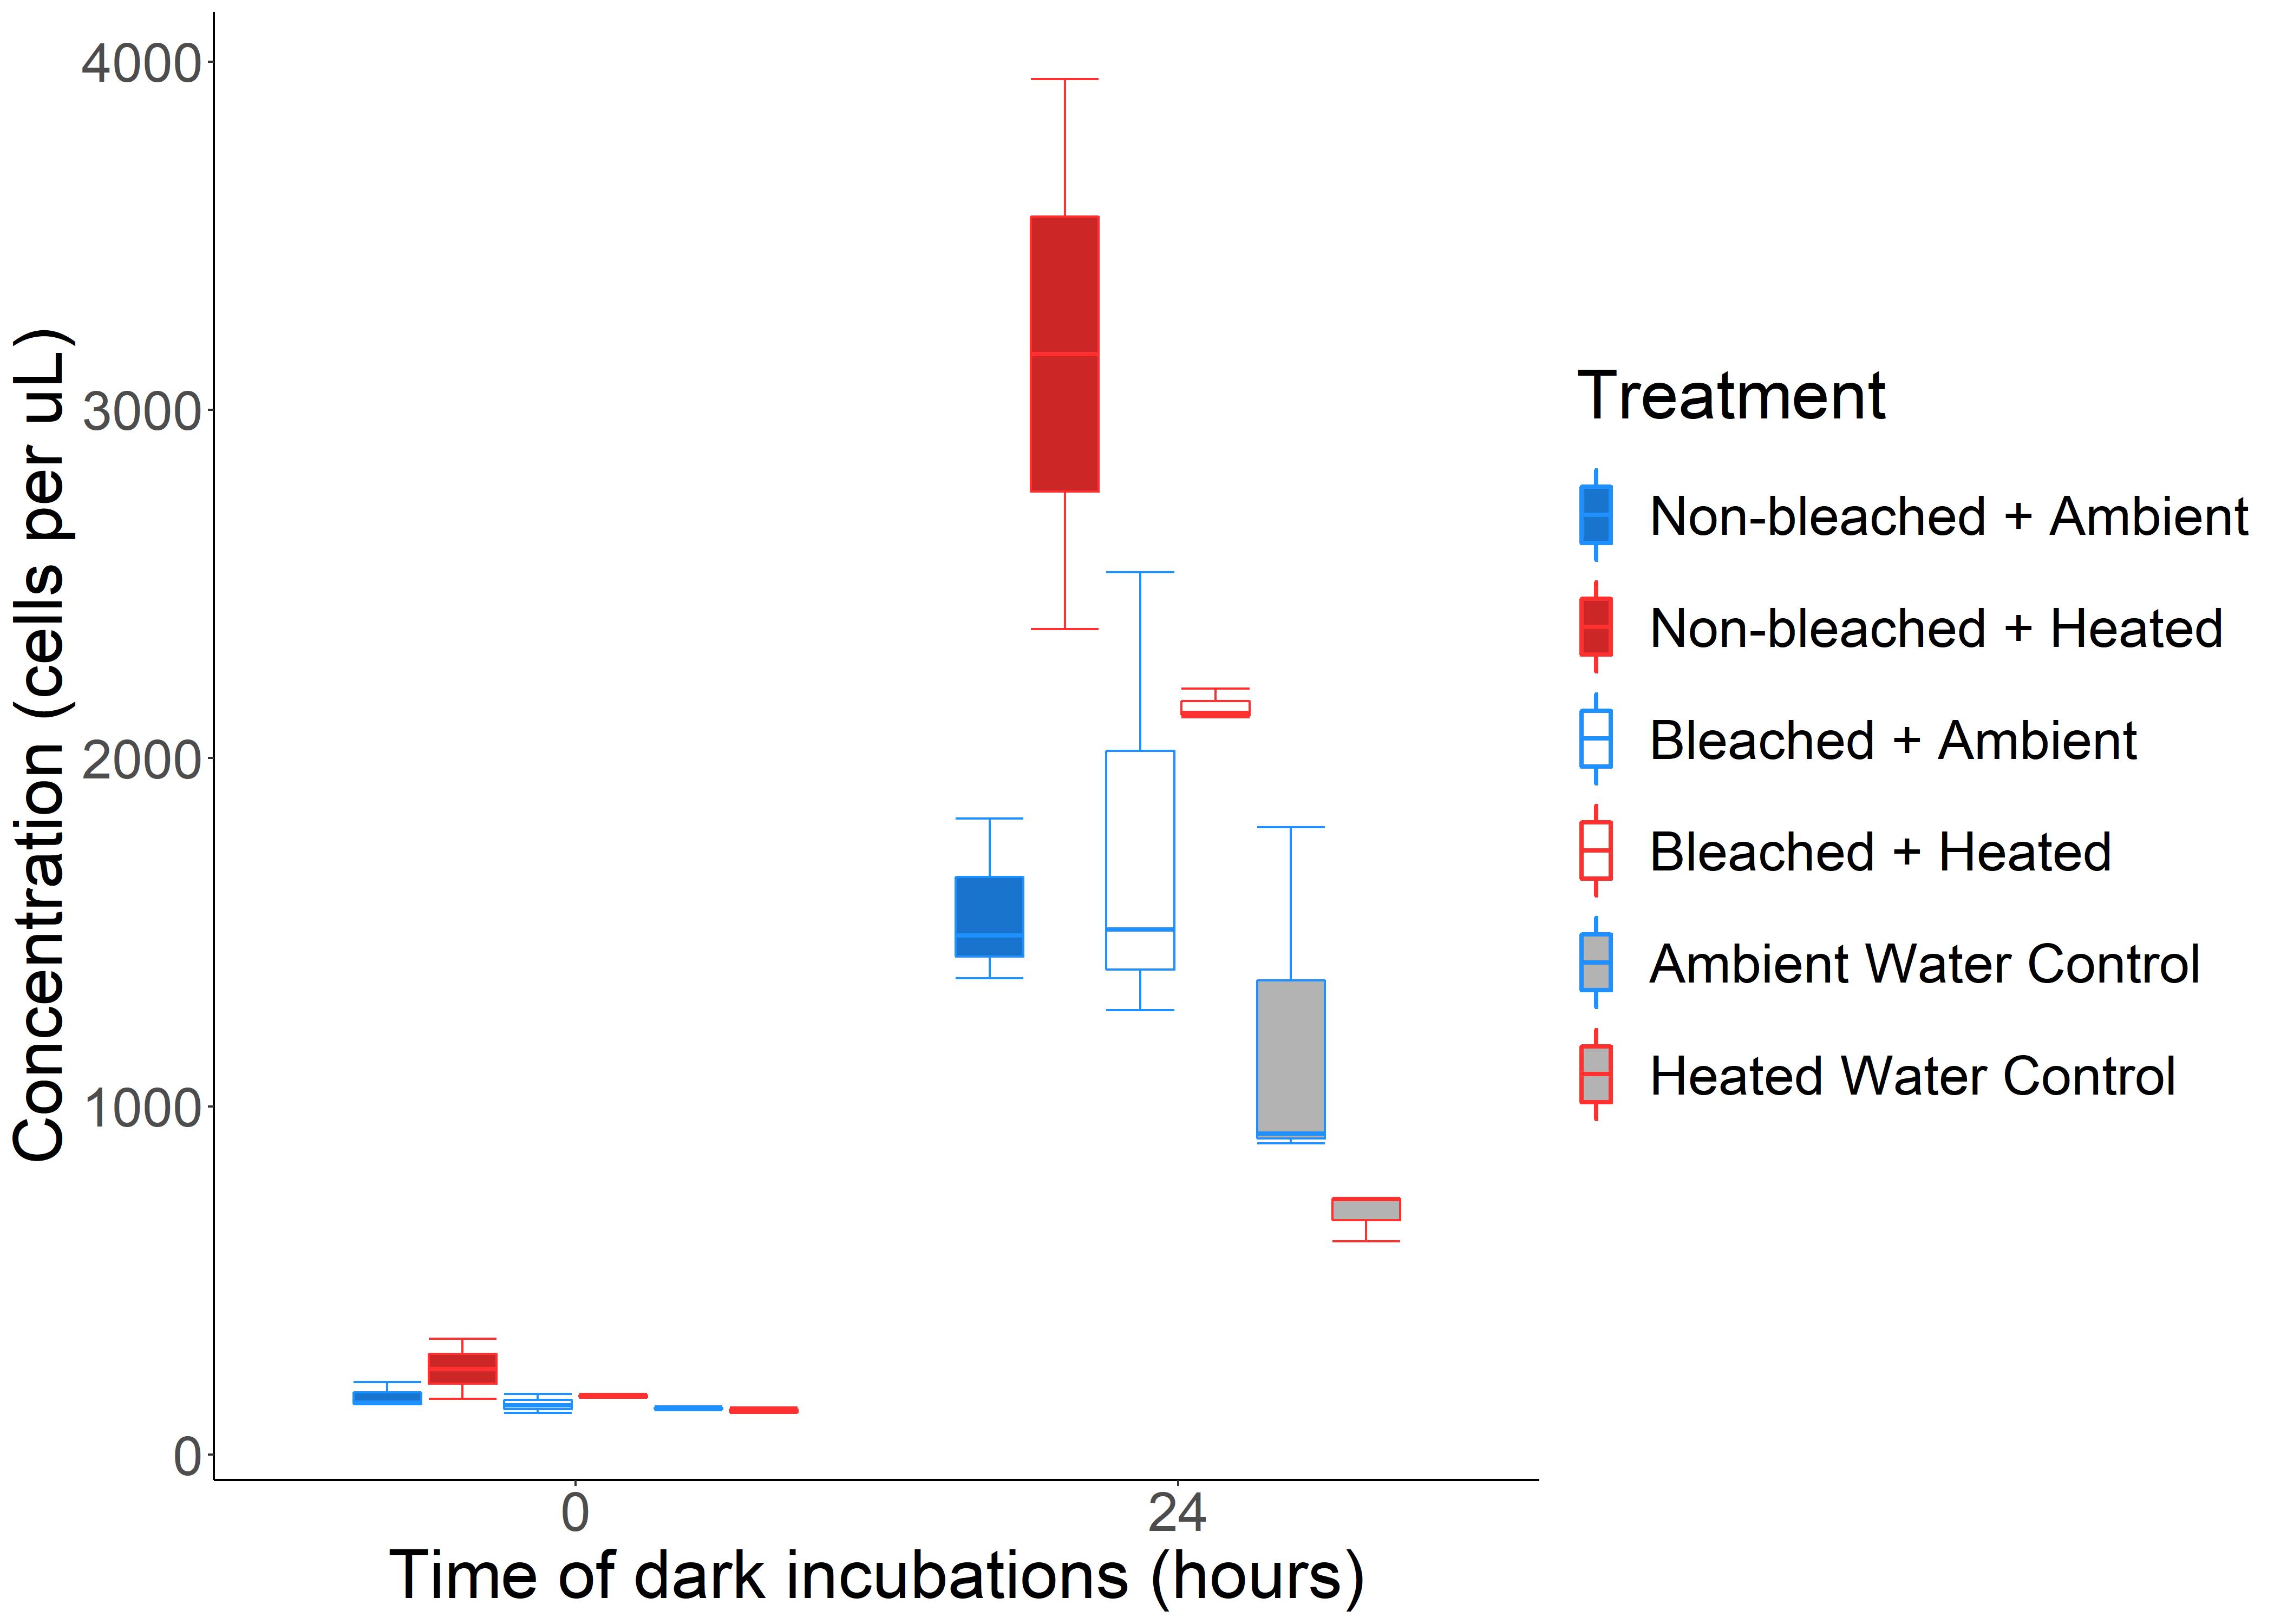 Concentration (cells per uL)
4000
3000
2000
1000
0
0
24
Time of dark incubations (hours)
Treatment
Non-bleached + Ambient
Non-bleached + Heated
Bleached + Ambient
Bleached + Heated
Ambient Water Control
Heated Water Control